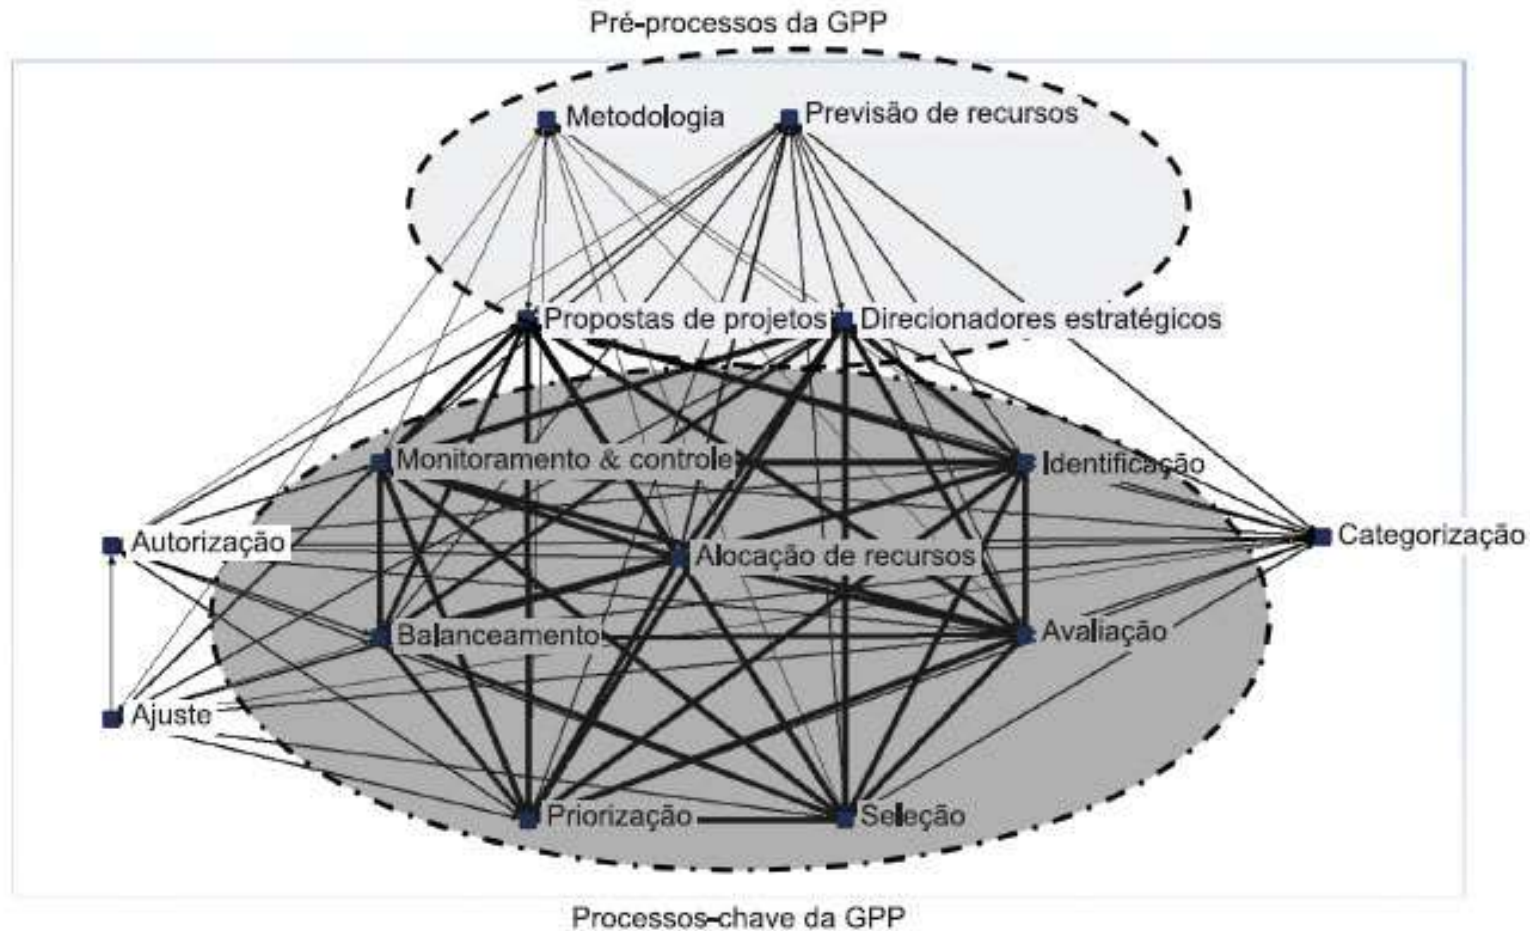 Pré-processos da GPP
Metodologia
Previsão de recursos
Propostas de projetos
Direcionadores estratégicos
Monitoramento & controle
Identificação
Autorização
Alocação de recursos
Categorização
Balanceamento
Avaliação
Ajuste
Priorização
Seleção
Processos-chave da GPP